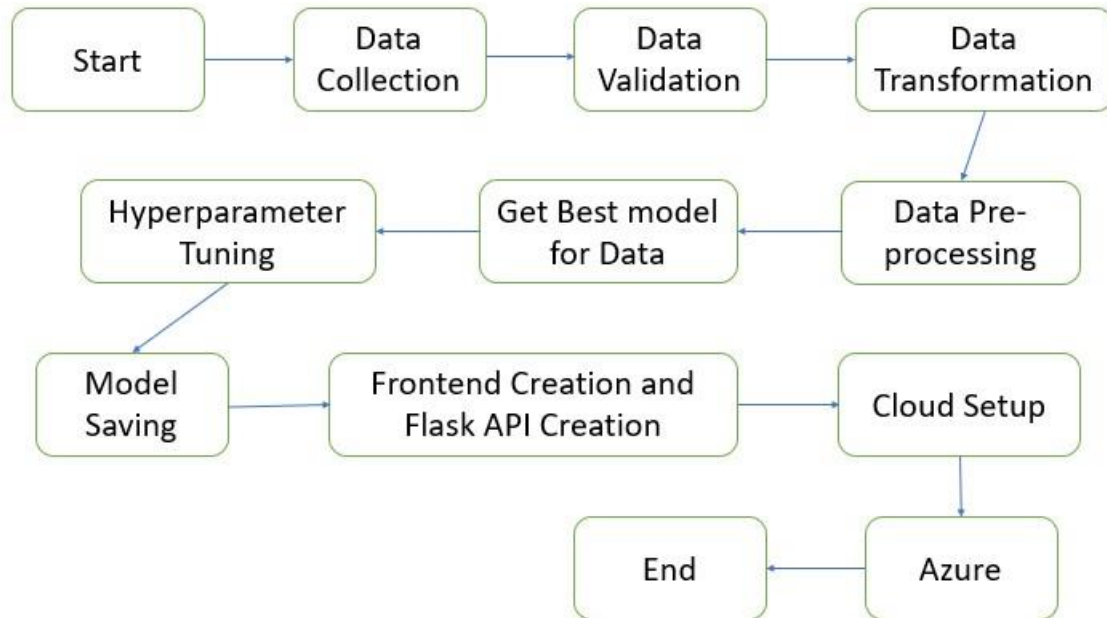 Start
Data
Collection
Data
Validation
Data
Transformation
Data Pre-
processing
Get Best model
for Data
Hyperparameter
Tuning
Model
Saving
Frontend Creation and
Flask API Creation
Cloud Setup
Azure
End